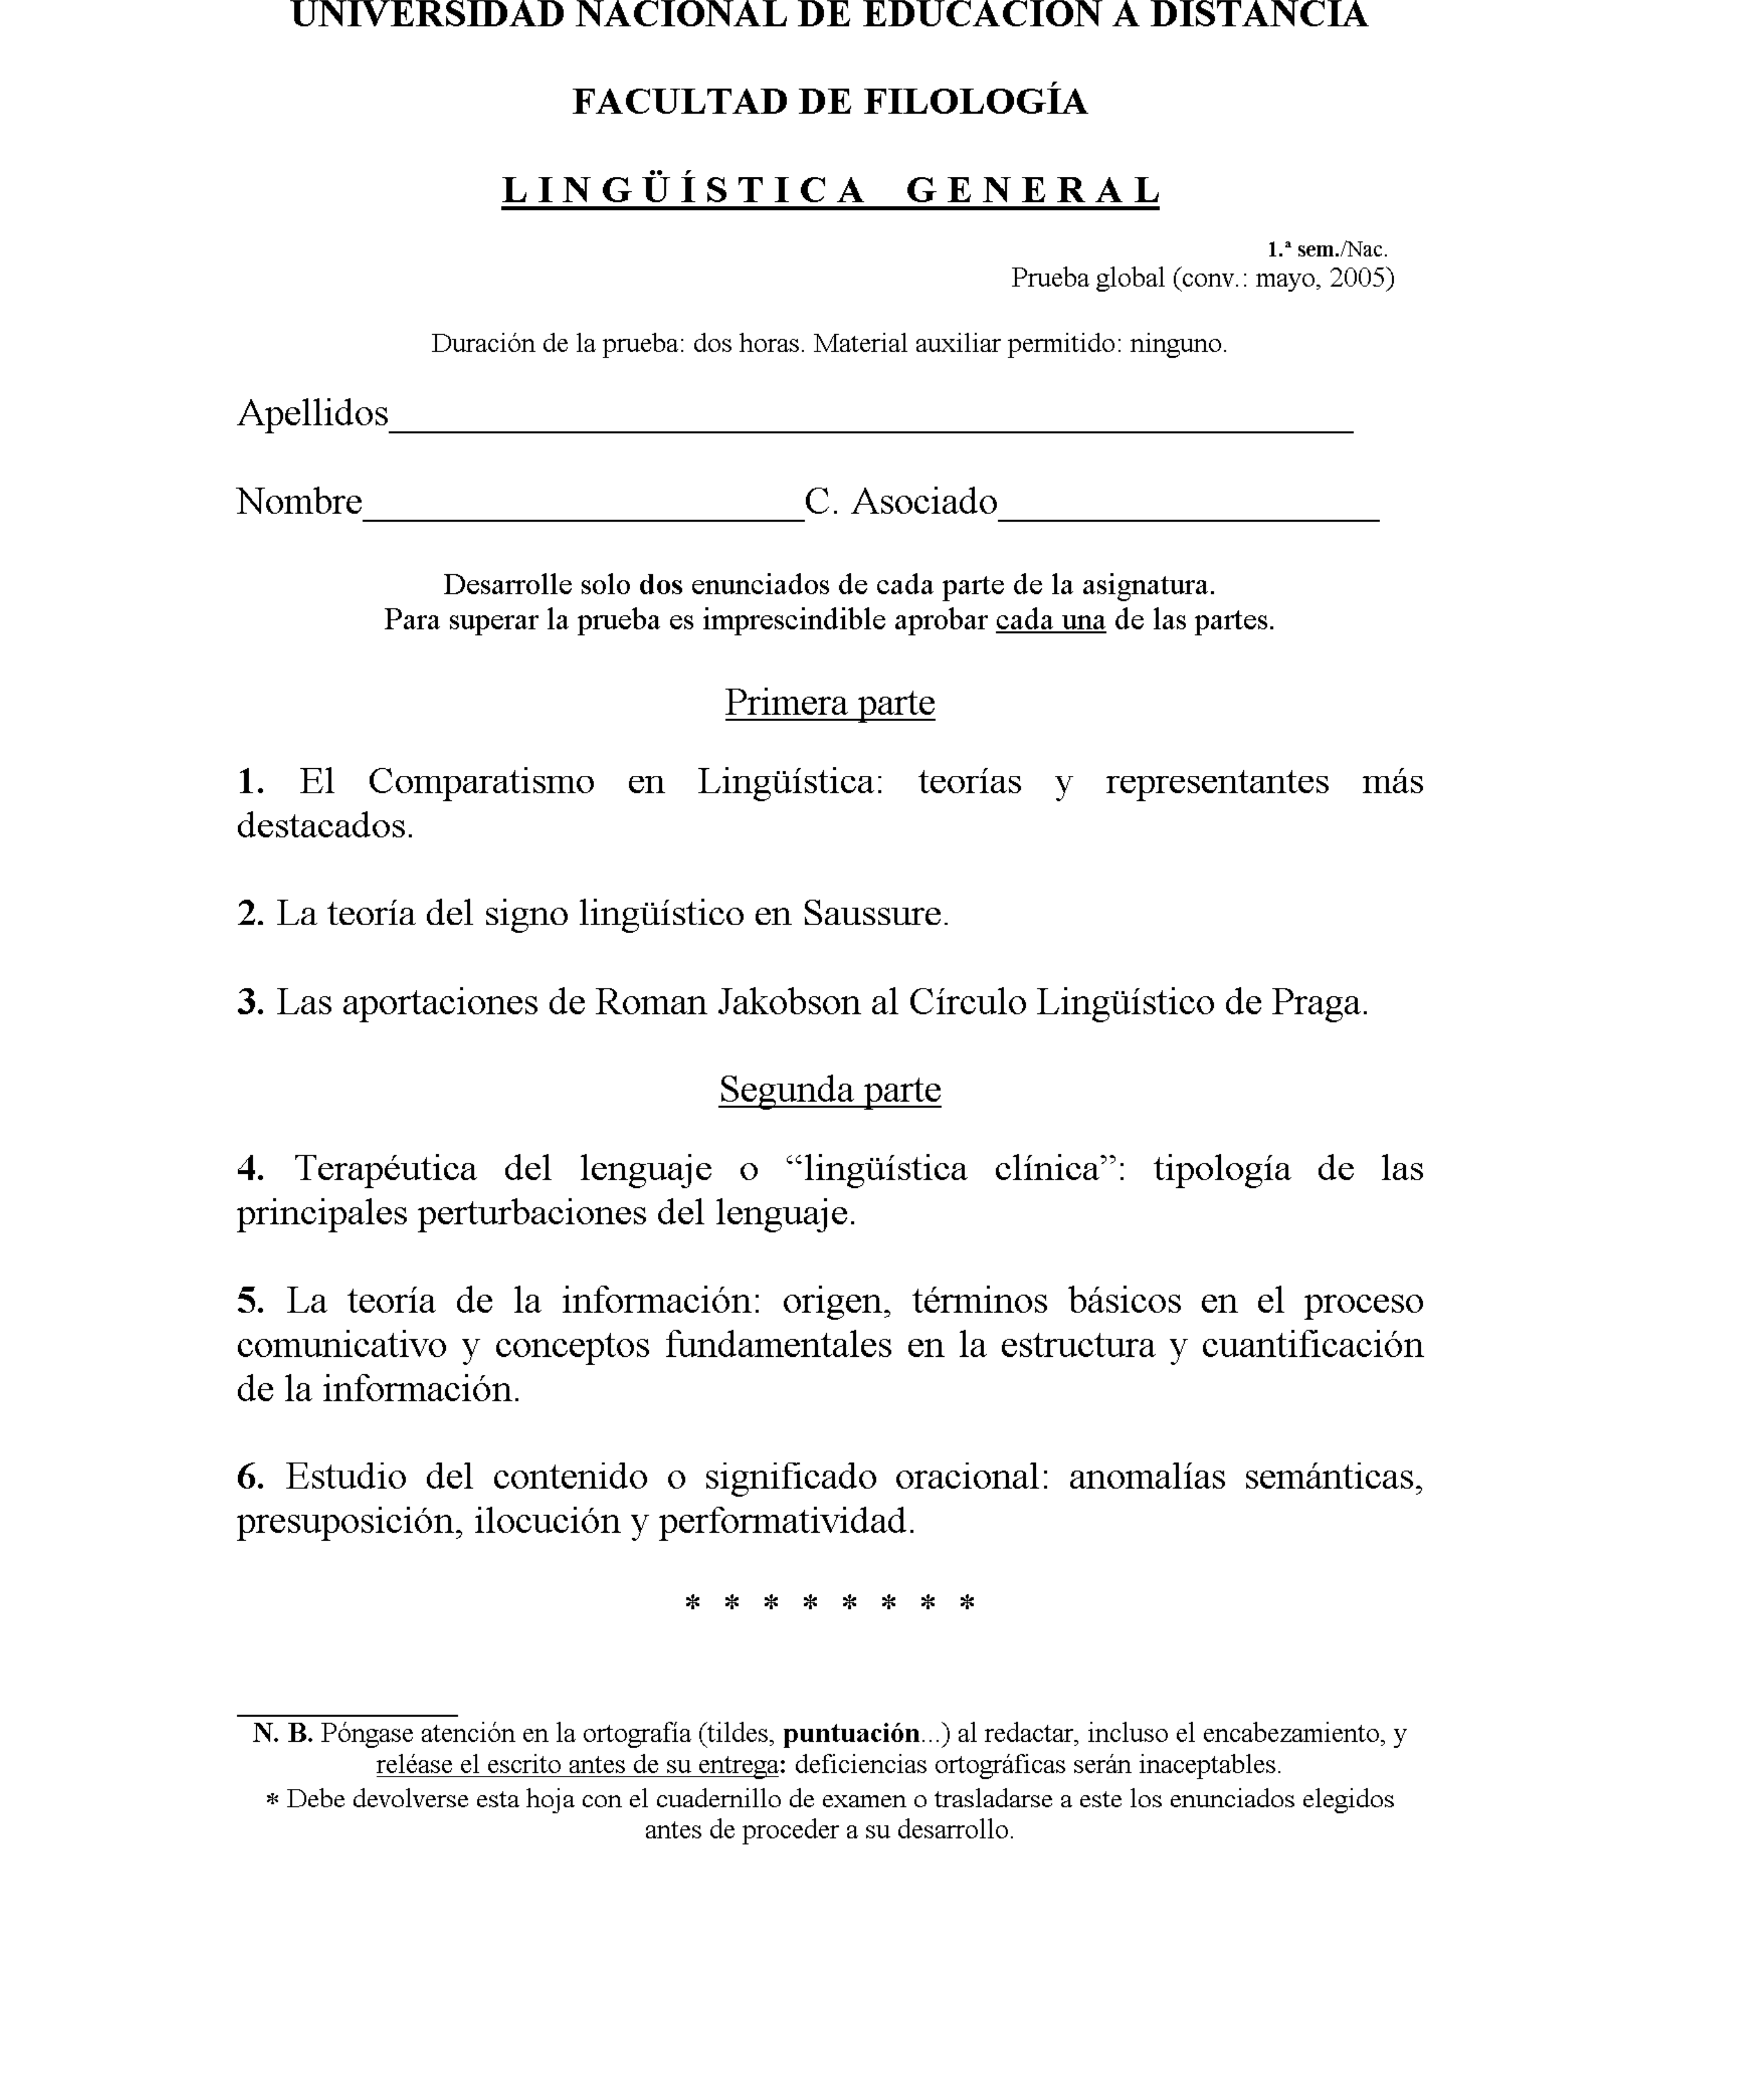 UNIVERSIDAD NACIONAL DE EDUCACIÓN A DISTANCIA
FACULTAD DE FILOLOGÍA
LINGÜÍSTICA GENERAL
1.ª sem./Nac.
Prueba global (conv.: mayo, 2005)
Duración de la prueba: dos horas. Material auxiliar permitido: ninguno.
Apellidos
Nombre C. Asociado
Desarrolle solo dos enunciados de cada parte de la asignatura.
Para superar la prueba es imprescindible aprobar cada una de las partes.
Primera parte
1. El Comparatismo en Lingüística: teorías y representantes más
destacados.
2. La teoría del signo lingüístico en Saussure.
3. Las aportaciones de Roman Jakobson al Círculo Lingüístico de Praga.
Segunda parte
4. Terapéutica del lenguaje o “lingüística clínica”: tipología de las
principales perturbaciones del lenguaje.
5. La teoría de la información: origen, términos básicos en el proceso
comunicativo y conceptos fundamentales en la estructura y cuantificación
de la información.
6. Estudio del contenido o significado oracional: anomalías semánticas,
presuposición, ilocución y performatividad.
* * * * * * * *
N. B. Póngase atención en la ortografía (tildes, puntuación...) al redactar, incluso el encabezamiento, y
reléase el escrito antes de su entrega: deficiencias ortográficas serán inaceptables.
* Debe devolverse esta hoja con el cuadernillo de examen o trasladarse a este los enunciados elegidos
antes de proceder a su desarrollo.